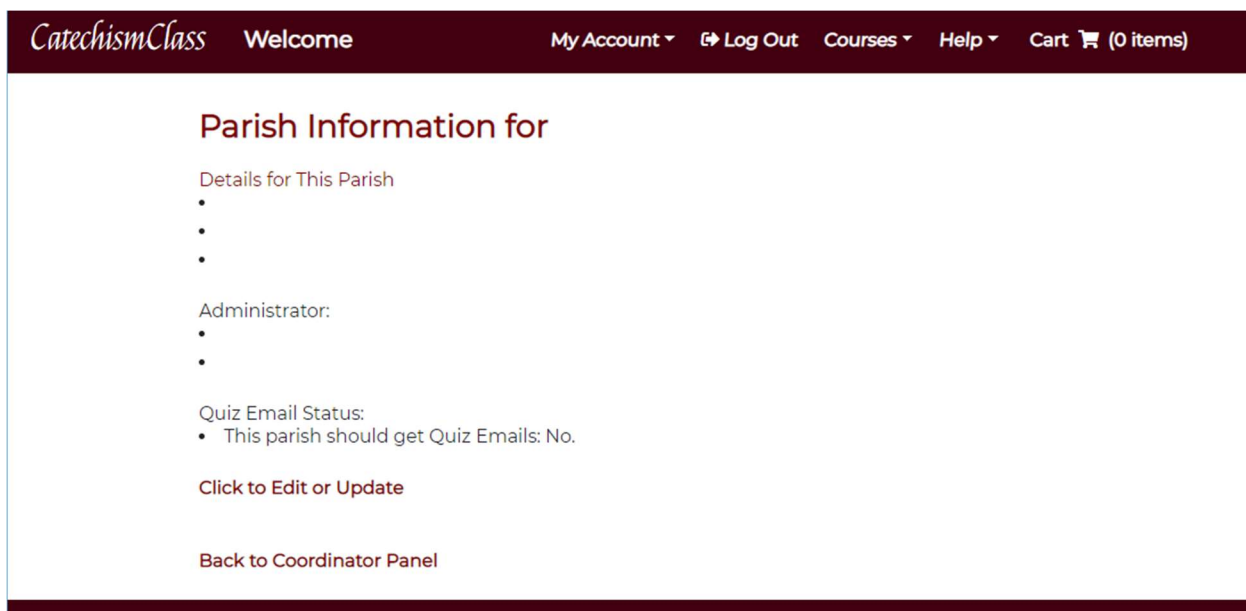 CatechismClass Welcome My Account Log Out Courses Help Cart (0 items)
Parish Information for
Details for This Parish
•
•
•
Administrator:
•
•
Quiz Email Status:
• This parish should get Quiz Emails: No.
Click to Edit or Update
Back to Coordinator Panel